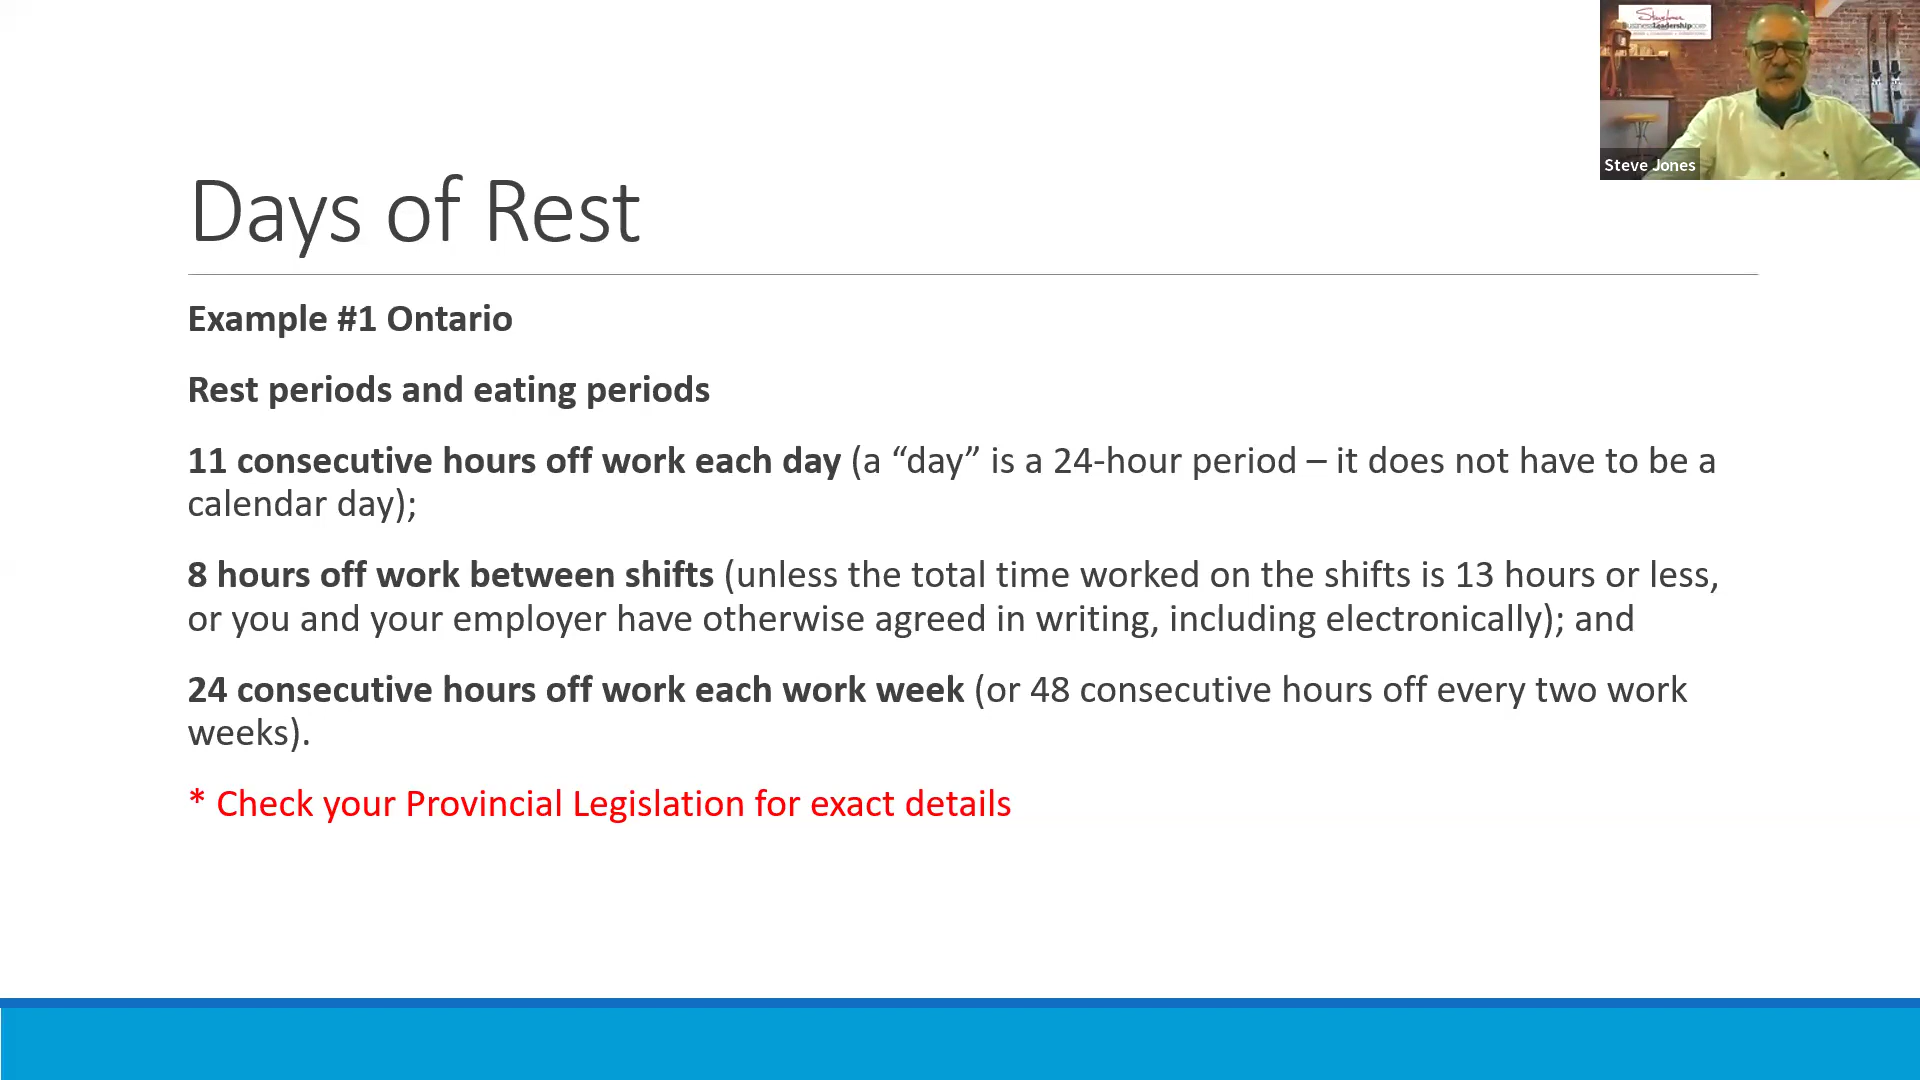 Days of Rest
Example #1 Ontario
Rest periods and eating periods
11 consecutive hours off work each day (a “day” is a 24-hour period – it does not have to be a
calendar day);
8 hours off work between shifts (unless the total time worked on the shifts is 13 hours or less,
or you and your employer have otherwise agreed in writing, including electronically); and
24 consecutive hours off work each work week (or 48 consecutive hours off every two work
weeks).
* Check your Provincial Legislation for exact details
Leadership
Steve Jones